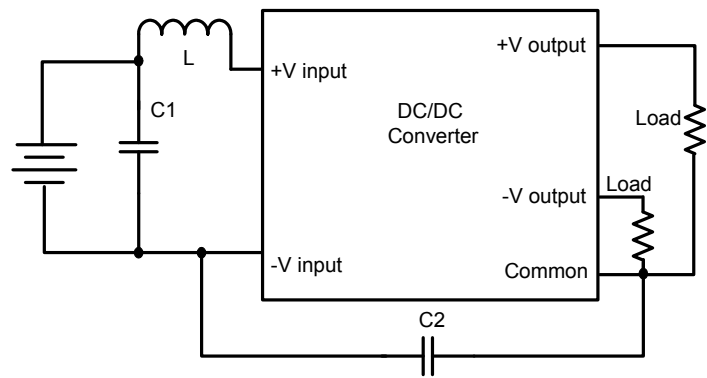 L
+V input
C1
DC/DC
Converter
+V output
Load
Load
-V output
-V input
Common
C2